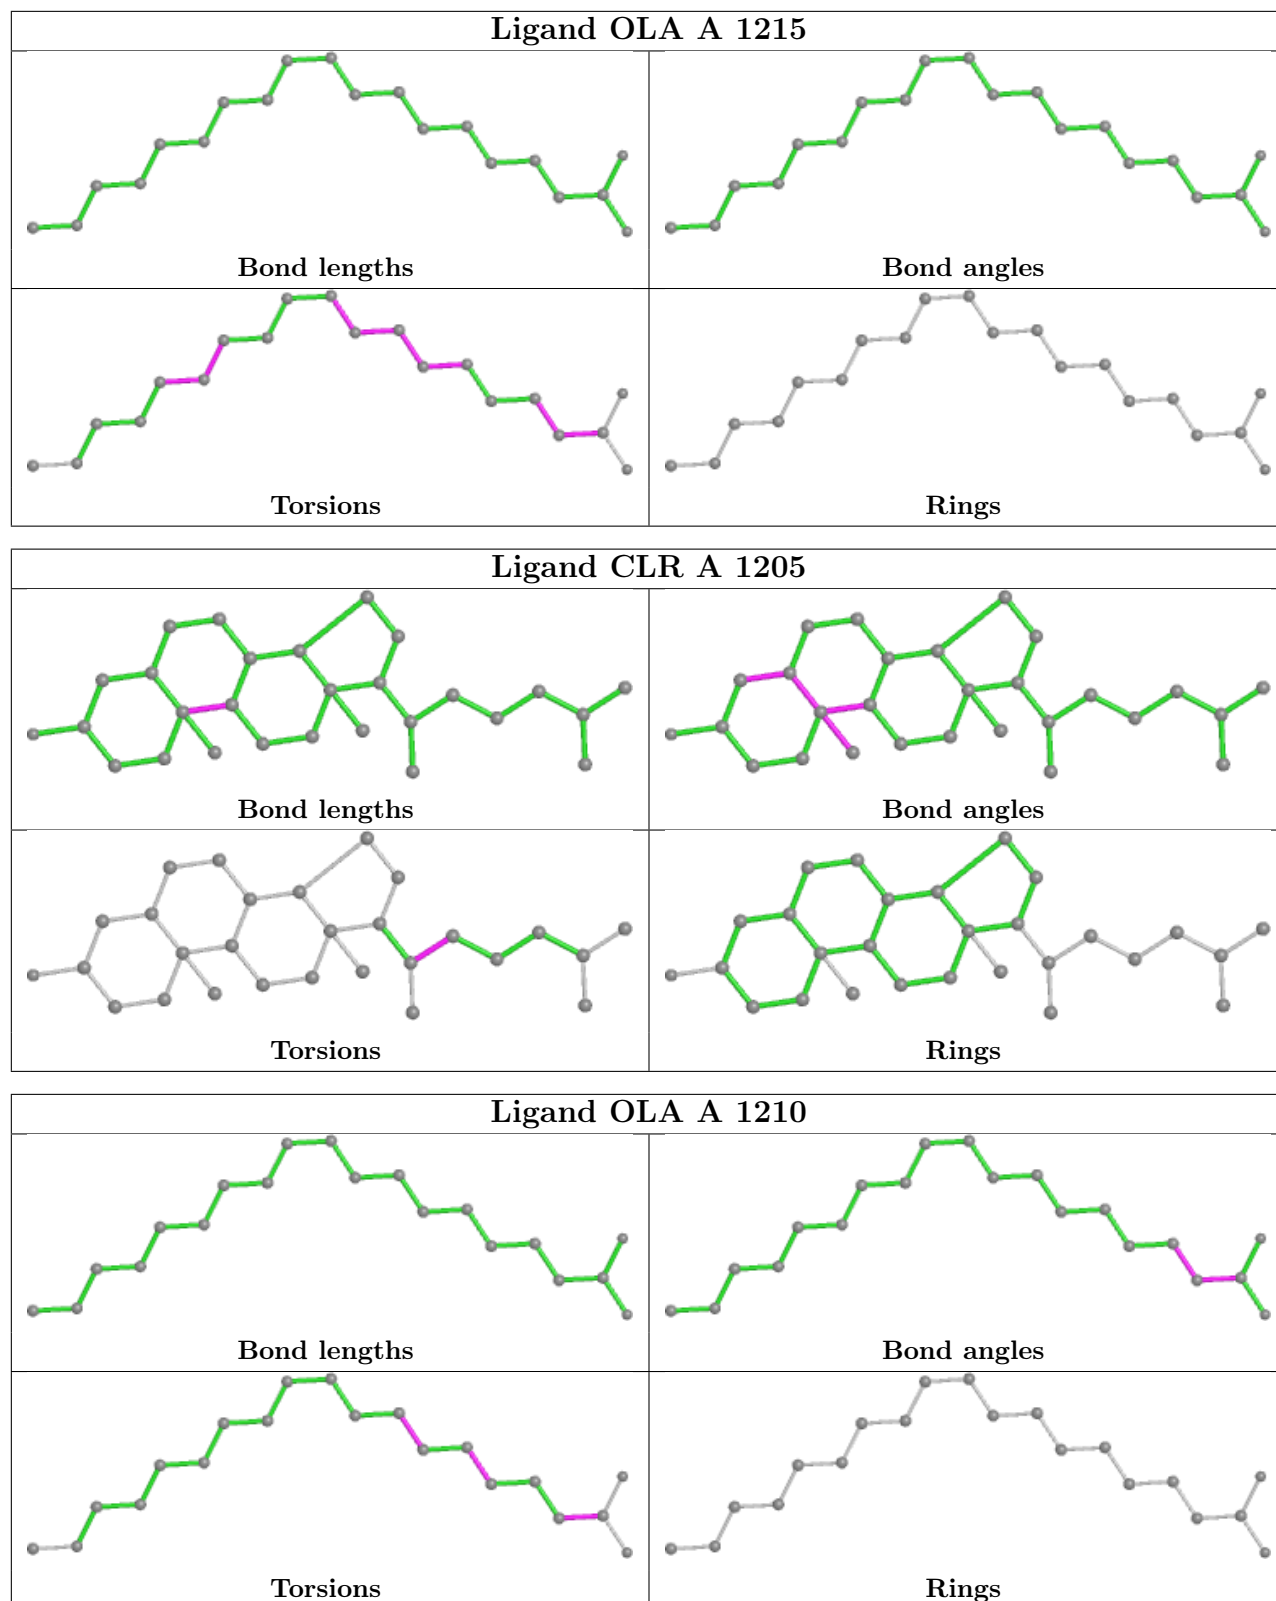 Ligand OLA A 1215
Bond lengths
Bond angles
Torsions
Rings
Ligand CLR A 1205
Bond lengths
Bond angles
Torsions
Rings
Ligand OLA A 1210
Bond lengths
Bond angles
Torsions
Rings